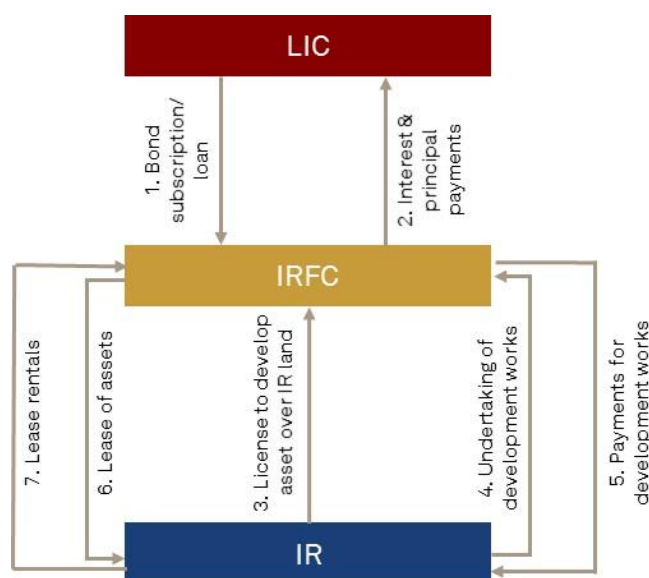 LIC
1. Bond
subscription/
loan
2. Interest &
principal
payments
IRFC
7. Lease rentals
6. Lease of assets
3. License to develop
asset over IR land
4. Undertaking of
development works
5. Payments for
development works
IR